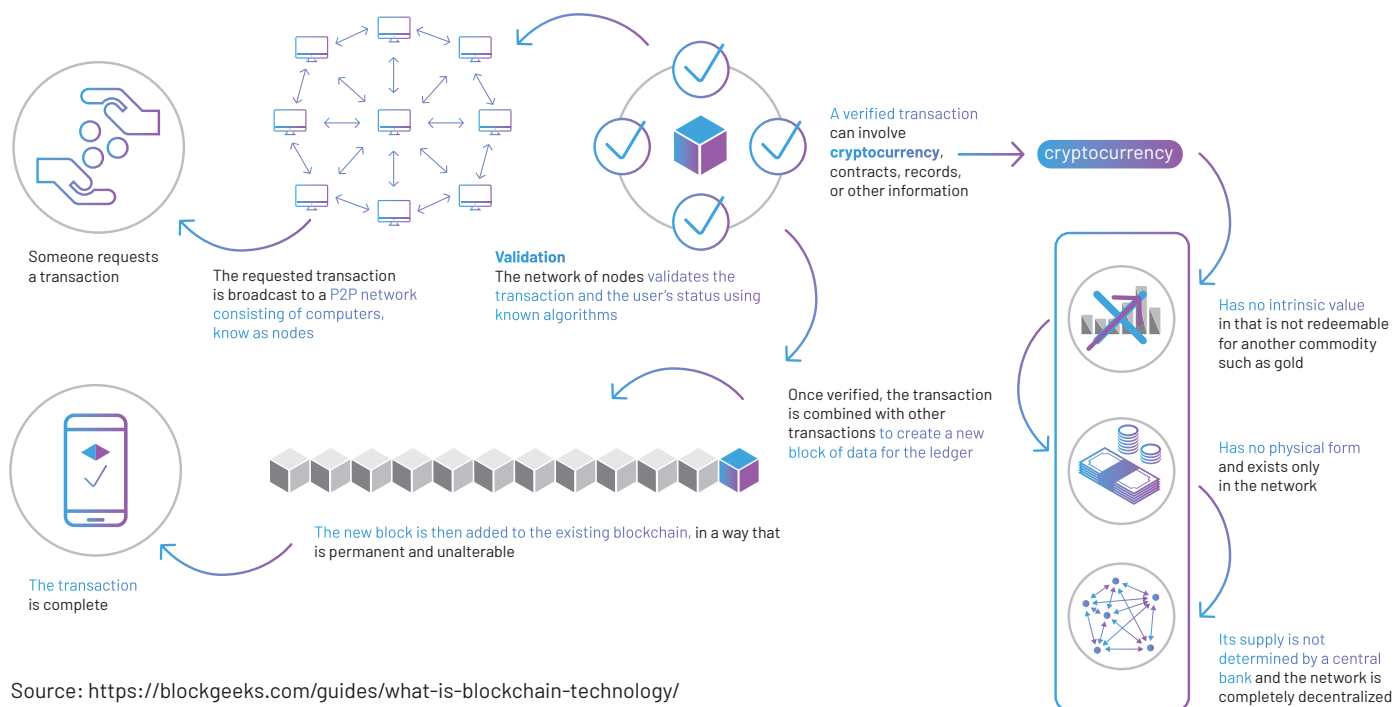 Someone requests
a transaction
The requested transaction
is broadcast to a P2P network
consisting of computers,
know as nodes
Validation
The network of nodes validates the
transaction and the user's status using
known algorithms
A verified transaction
can involve
cryptocurrency,
contracts, records,
or other information
cryptocurrency
Has no intrinsic value
in that is not redeemable
for another commodity
such as gold
Has no physical form
and exists only
in the network
Its supply is not
determined by a central
bank and the network is
completely decentralized
Once verified, the transaction
is combined with other
transactions to create a new
block of data for the ledger
The new block is then added to the existing blockchain, in a way that
is permanent and unalterable
The transaction
is complete
Source: https://blockgeeks.com/guides/what-is-blockchain-technology/